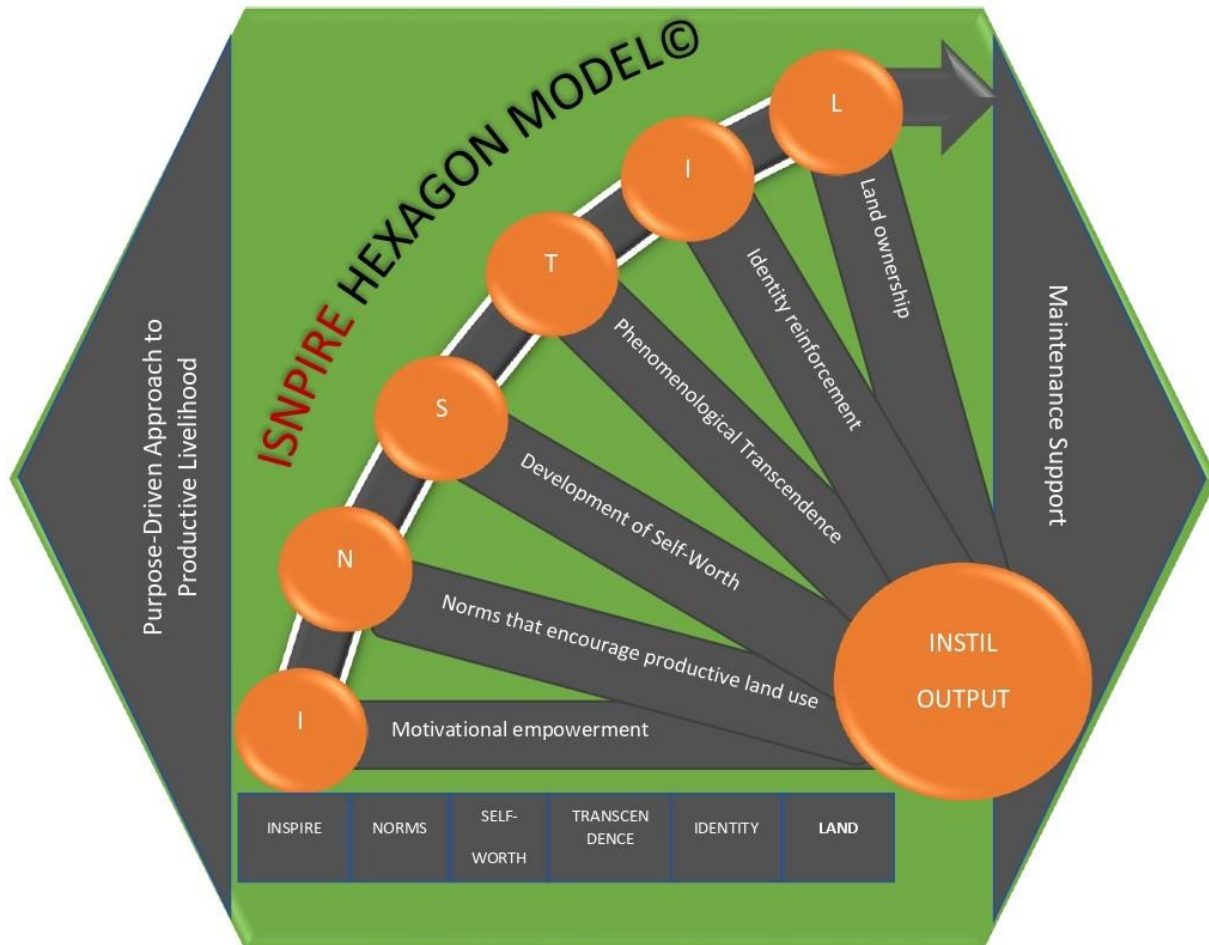 ISNPIRE HEXAGON MODEL©
Purpose-Driven Approach to
Productive Livelihood
I
N
S
T
I
L
Motivational empowerment
Norms that encourage productive land use
Development of Self-Worth
Phenomenological Transcendence
Identity reinforcement
Land ownership
INSTIL
OUTPUT
Maintenance Support
INSPIRE
NORMS
SELF-
WORTH
TRANSCEN
DENCE
IDENTITY
LAND